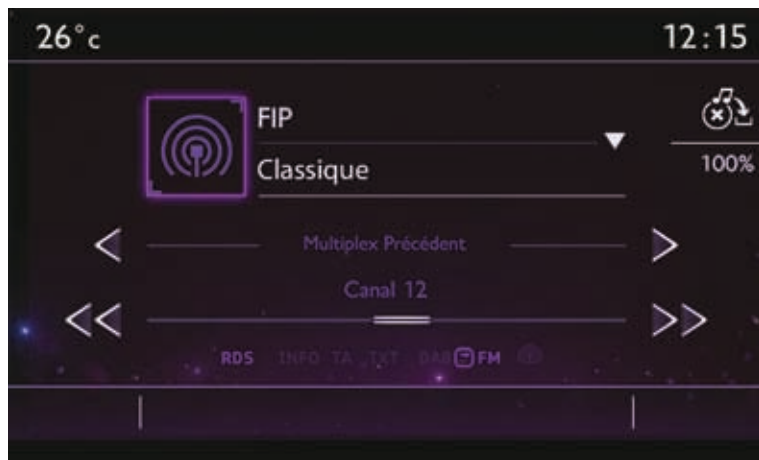 26°c 12:15
FIP
Classique
100%
Multiplex Précédent
Canal 12
RDS INFO TA TXT DAB FM